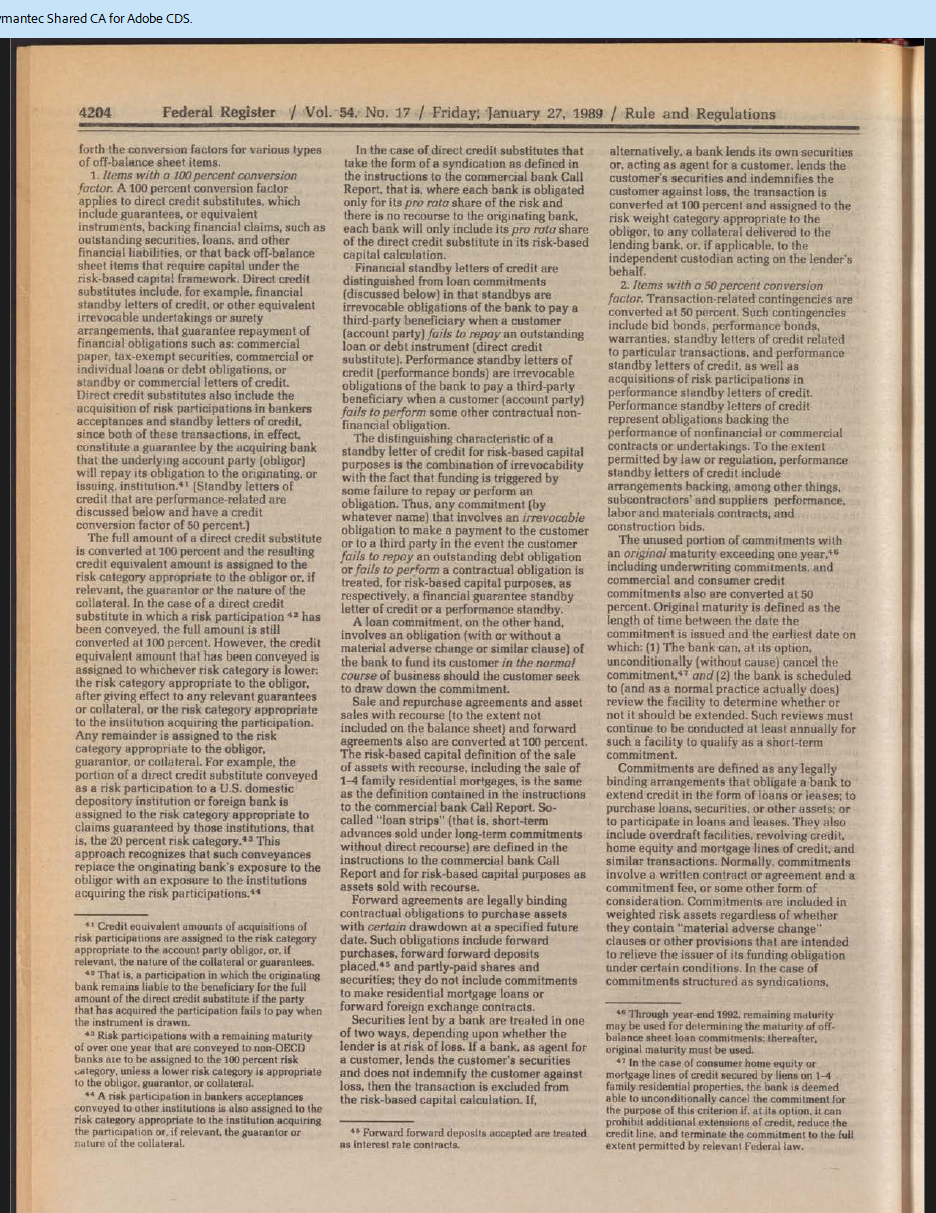 ymantec Shared CA for Adobe CDS.
4204 Federal Register / Vol. 54, No. 17 / Friday, January 27, 1989 / Rule and Regulations
forth the conversion factors for various types
of off-balance sheet items.
1. Items with a 100 percent conversion
factor. A 100 percent conversion factor
applies to direct credit substitutes, which
include guarantees, or equivalent
instruments, backing financial claims, such as
outstanding securities, loans, and other
financial liabilities, or that back off-balance
sheet items that require capital under the
risk-based capital framework. Direct credit
substitutes include, for example, financial
standby letters of credit, or other equivalent
irrevocable undertakings or surety
arrangements, that guarantee repayment of
financial obligations such as: commercial
paper, tax-exempt securities, commercial or
individual loans or debt obligations, or
standby or commercial letters of credit.
Direct credit substitutes also include the
acquisition of risk participations in bankers
acceptances and standby letters of credit,
since both of these transactions, in effect,
constitute a guarantee by the acquiring bank
that the underlying account party (obligor)
will repay its obligation to the originating, or
issuing, institution.⁴¹ (Standby letters of
credit that are performance-related are
discussed below and have a credit
conversion factor of 50 percent.)
The full amount of a direct credit substitute
is converted at 100 percent and the resulting
credit equivalent amount is assigned to the
risk category appropriate to the obligor or, if
relevant, the guarantor or the nature of the
collateral. In the case of a direct credit
substitute in which a risk participation ⁴² has
been conveyed, the full amount is still
converted at 100 percent. However, the credit
equivalent amount that has been conveyed is
assigned to whichever risk category is lower:
the risk category appropriate to the obligor,
after giving effect to any relevant guarantees
or collateral, or the risk category appropriate
to the institution acquiring the participation.
Any remainder is assigned to the risk
category appropriate to the obligor,
guarantor, or collateral. For example, the
portion of a direct credit substitute conveyed
as a risk participation to a U.S. domestic
depository institution or foreign bank is
assigned to the risk category appropriate to
claims guaranteed by those institutions, that
is, the 20 percent risk category.⁴³ This
approach recognizes that such conveyances
replace the originating bank's exposure to the
obligor with an exposure to the institutions
acquiring the risk participations.⁴⁴
⁴¹ Credit equivalent amounts of acquisitions of
risk participations are assigned to the risk category
appropriate to the account party obligor, or, if
relevant, the nature of the collateral or guarantees.
⁴² That is, a participation in which the originating
bank remains liable to the beneficiary for the full
amount of the direct credit substitute if the party
that has acquired the participation fails to pay when
the instrument is drawn.
⁴³ Risk participations with a remaining maturity
of over one year that are conveyed to non-OECD
banks are to be assigned to the 100 percent risk
category, unless a lower risk category is appropriate
to the obligor, guarantor, or collateral.
⁴⁴ A risk participation in bankers acceptances
conveyed to other institutions is also assigned to the
risk category appropriate to the institution acquiring
the participation or, if relevant, the guarantor or
nature of the collateral.
In the case of direct credit substitutes that
take the form of a syndication as defined in
the instructions to the commercial bank Call
Report, that is, where each bank is obligated
only for its pro rata share of the risk and
there is no recourse to the originating bank,
each bank will only include its pro rata share
of the direct credit substitute in its risk-based
capital calculation.
Financial standby letters of credit are
distinguished from loan commitments
(discussed below) in that standbys are
irrevocable obligations of the bank to pay a
third-party beneficiary when a customer
(account party) fails to repay an outstanding
loan or debt instrument (direct credit
substitute). Performance standby letters of
credit (performance bonds) are irrevocable
obligations of the bank to pay a third-party
beneficiary when a customer (account party)
fails to perform some other contractual non-
financial obligation.
The distinguishing characteristic of a
standby letter of credit for risk-based capital
purposes is the combination of irrevocability
with the fact that funding is triggered by
some failure to repay or perform an
obligation. Thus, any commitment (by
whatever name) that involves an irrevocable
obligation to make a payment to the customer
or to a third party in the event the customer
fails to repay an outstanding debt obligation
or fails to perform a contractual obligation is
treated, for risk-based capital purposes, as
respectively, a financial guarantee standby
letter of credit or a performance standby.
A loan commitment, on the other hand,
involves an obligation (with or without a
material adverse change or similar clause) of
the bank to fund its customer in the normal
course of business should the customer seek
to draw down the commitment.
Sale and repurchase agreements and asset
sales with recourse (to the extent not
included on the balance sheet) and forward
agreements also are converted at 100 percent.
The risk-based capital definition of the sale
of assets with recourse, including the sale of
1–4 family residential mortgages, is the same
as the definition contained in the instructions
to the commercial bank Call Report. So-
called "loan strips" (that is, short-term
advances sold under long-term commitments
without direct recourse) are defined in the
instructions to the commercial bank Call
Report and for risk-based capital purposes as
assets sold with recourse.
Forward agreements are legally binding
contractual obligations to purchase assets
with certain drawdown at a specified future
date. Such obligations include forward
purchases, forward forward deposits
placed,⁴⁵ and partly-paid shares and
securities; they do not include commitments
to make residential mortgage loans or
forward foreign exchange contracts.
Securities lent by a bank are treated in one
of two ways, depending upon whether the
lender is at risk of loss. If a bank, as agent for
a customer, lends the customer's securities
and does not indemnify the customer against
loss, then the transaction is excluded from
the risk-based capital calculation. If,
⁴⁵ Forward forward deposits accepted are treated
as interest rate contracts.
alternatively, a bank lends its own securities
or, acting as agent for a customer, lends the
customer's securities and indemnifies the
customer against loss, the transaction is
converted at 100 percent and assigned to the
risk weight category appropriate to the
obligor, to any collateral delivered to the
lending bank, or, if applicable, to the
independent custodian acting on the lender's
behalf.
2. Items with a 50 percent conversion
factor. Transaction-related contingencies are
converted at 50 percent. Such contingencies
include bid bonds, performance bonds,
warranties, standby letters of credit related
to particular transactions, and performance
standby letters of credit, as well as
acquisitions of risk participations in
performance standby letters of credit.
Performance standby letters of credit
represent obligations backing the
performance of nonfinancial or commercial
contracts or undertakings. To the extent
permitted by law or regulation, performance
standby letters of credit include
arrangements backing, among other things,
subcontractors' and suppliers performance,
labor and materials contracts, and
construction bids.
The unused portion of commitments with
an original maturity exceeding one year,⁴⁶
including underwriting commitments, and
commercial and consumer credit
commitments also are converted at 50
percent. Original maturity is defined as the
length of time between the date the
commitment is issued and the earliest date on
which: (1) The bank can, at its option,
unconditionally (without cause) cancel the
commitment,⁴⁷ and (2) the bank is scheduled
to (and as a normal practice actually does)
review the facility to determine whether or
not it should be extended. Such reviews must
continue to be conducted at least annually for
such a facility to qualify as a short-term
commitment.
Commitments are defined as any legally
binding arrangements that obligate a bank to
extend credit in the form of loans or leases; to
purchase loans, securities, or other assets; or
to participate in loans and leases. They also
include overdraft facilities, revolving credit,
home equity and mortgage lines of credit, and
similar transactions. Normally, commitments
involve a written contract or agreement and a
commitment fee, or some other form of
consideration. Commitments are included in
weighted risk assets regardless of whether
they contain "material adverse change"
clauses or other provisions that are intended
to relieve the issuer of its funding obligation
under certain conditions. In the case of
commitments structured as syndications,
⁴⁶ Through year-end 1992, remaining maturity
may be used for determining the maturity of off-
balance sheet loan commitments; thereafter,
original maturity must be used.
⁴⁷ In the case of consumer home equity or
mortgage lines of credit secured by liens on 1–4
family residential properties, the bank is deemed
able to unconditionally cancel the commitment for
the purpose of this criterion if, at its option, it can
prohibit additional extensions of credit, reduce the
credit line, and terminate the commitment to the full
extent permitted by relevant Federal law.